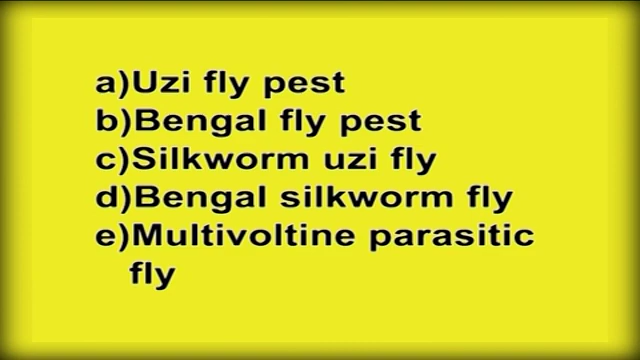 a)Uzi fly pest
b)Bengal fly pest
c)Silkworm uzi fly
d)Bengal silkworm fly
e)Multivoltine parasitic
fly